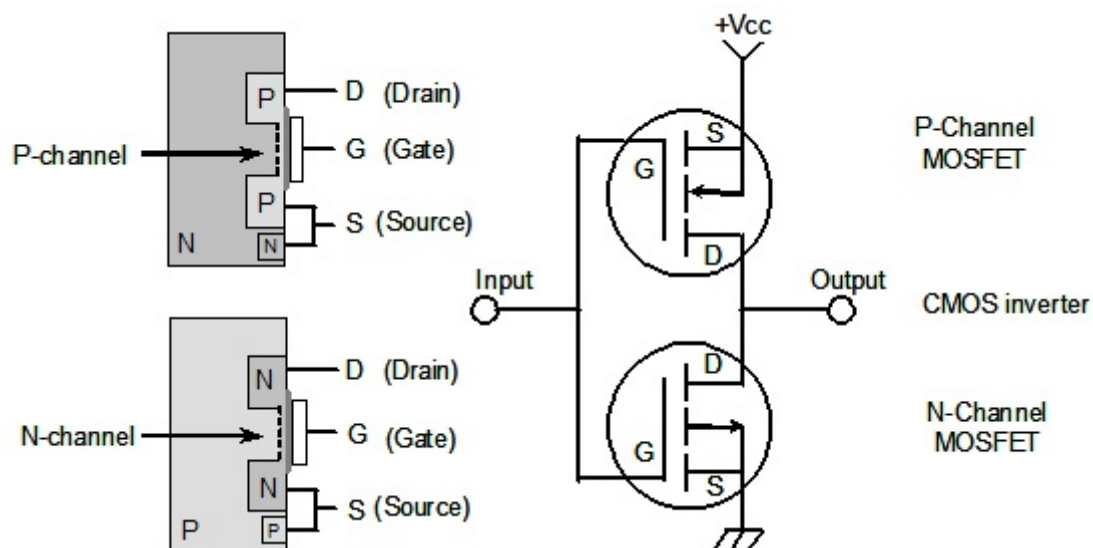 P
D (Drain)
P-channel
G (Gate)
P
S (Source)
N
N
N
D (Drain)
N-channel
G (Gate)
N
S (Source)
P
P
+Vcc
S
G
D
P-Channel
MOSFET
Input
Output
CMOS inverter
D
G
S
N-Channel
MOSFET